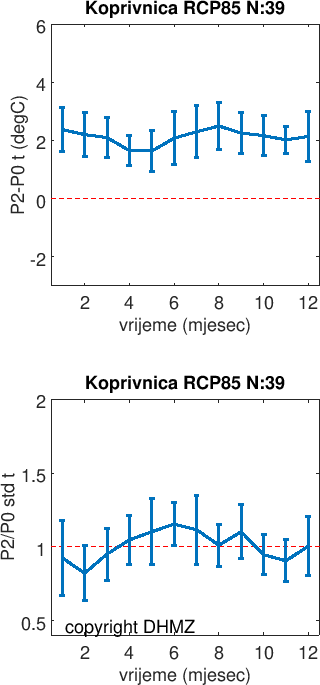 Koprivnica RCP85 N:39
6
4
2
0
-2
P2-P0 t (degC)
2 4 6 8 10 12
vrijeme (mjesec)
Koprivnica RCP85 N:39
2
1.5
1
0.5
P2/P0 std t
copyright DHMZ
2 4 6 8 10 12
vrijeme (mjesec)